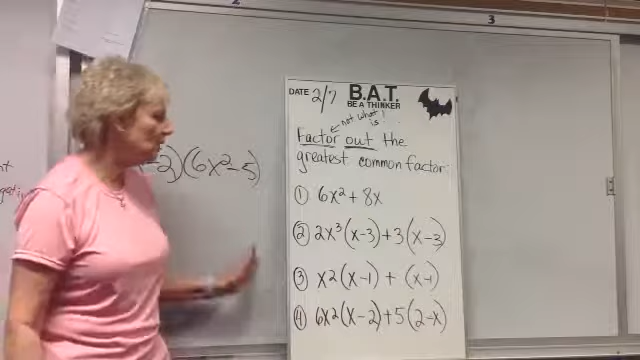 2
3
DATE 2/7 B.A.T.
BE A THINKER
not what
is
Factor out the
greatest common factor:
① 6x² + 8x
② 2x³(x-3)+3(x-3)
③ x²(x-1) + (x-1)
④ 6x²(x-2)+5(2-x)
-2)(6x²-5)